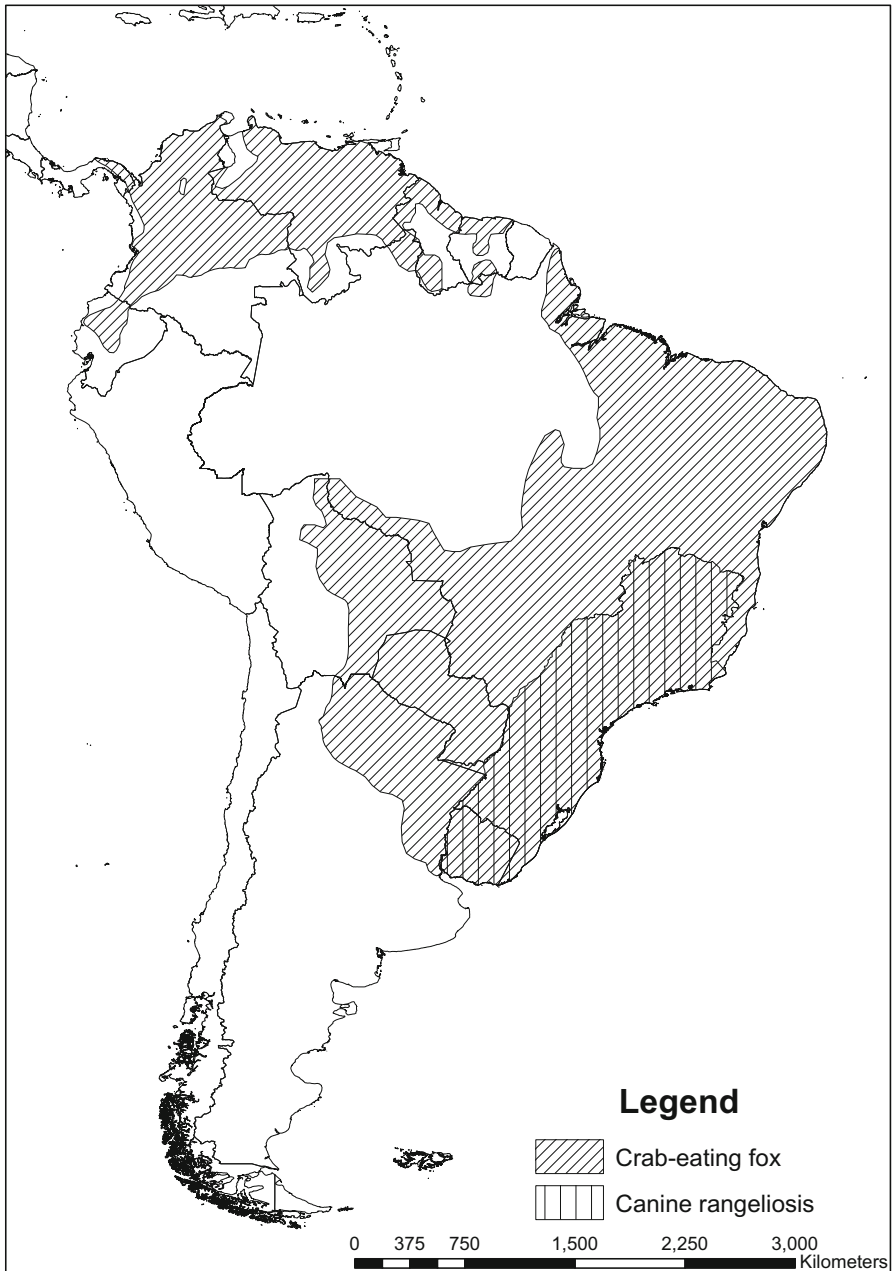 Legend
Crab-eating fox
Canine rangeliosis
0 375 750 1,500 2,250 3,000
Kilometers